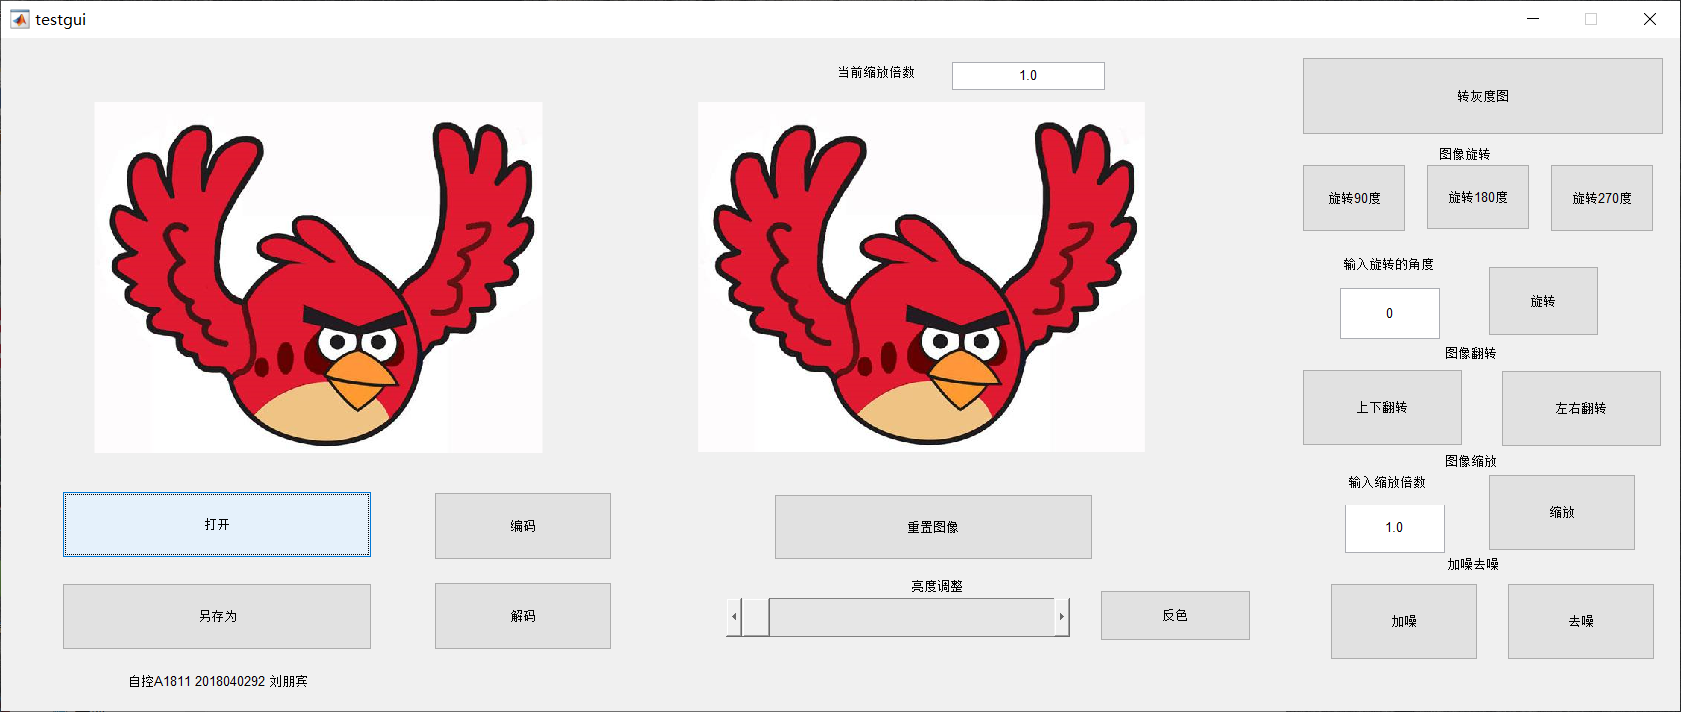 testgui
当前缩放倍数
1.0
转灰度图
图像旋转
旋转90度
旋转180度
旋转270度
输入旋转的角度
0
旋转
图像翻转
上下翻转
左右翻转
图像缩放
输入缩放倍数
1.0
缩放
加噪去噪
加噪
去噪
打开
编码
重置图像
亮度调整
反色
另存为
解码
自控A1811 2018040292 刘朋宾